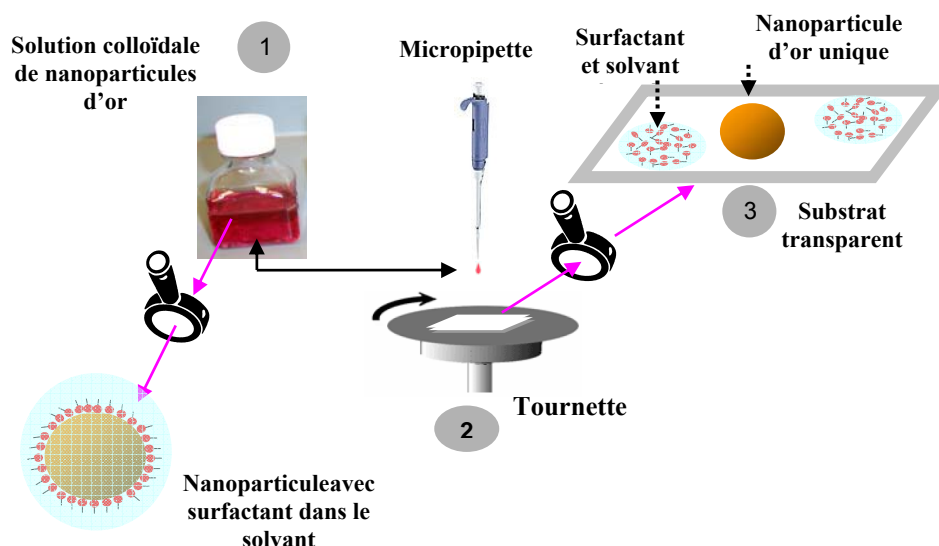 Solution colloïdale
de nanoparticules
d'or
1
Micropipette
Surfactant
et solvant
Nanoparticule
d'or unique
3
Substrat
transparent
2
Tournette
Nanoparticuleavec
surfactant dans le
solvant